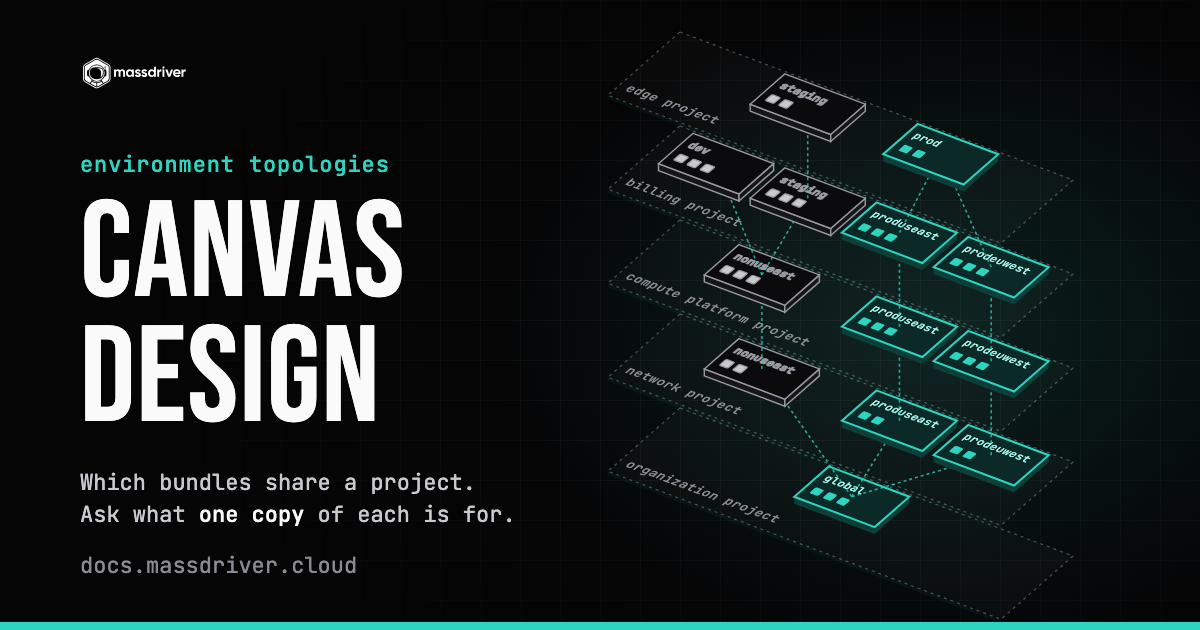 massdriver
environment topologies
CANVAS
DESIGN
Which bundles share a project.
Ask what one copy of each is for.
docs.massdriver.cloud
edge project
staging
prod
billing project
dev
staging
produseast
prodeuwest
compute platform project
nonuseast
produseast
prodeuwest
network project
nonuseast
produseast
prodeuwest
organization project
global